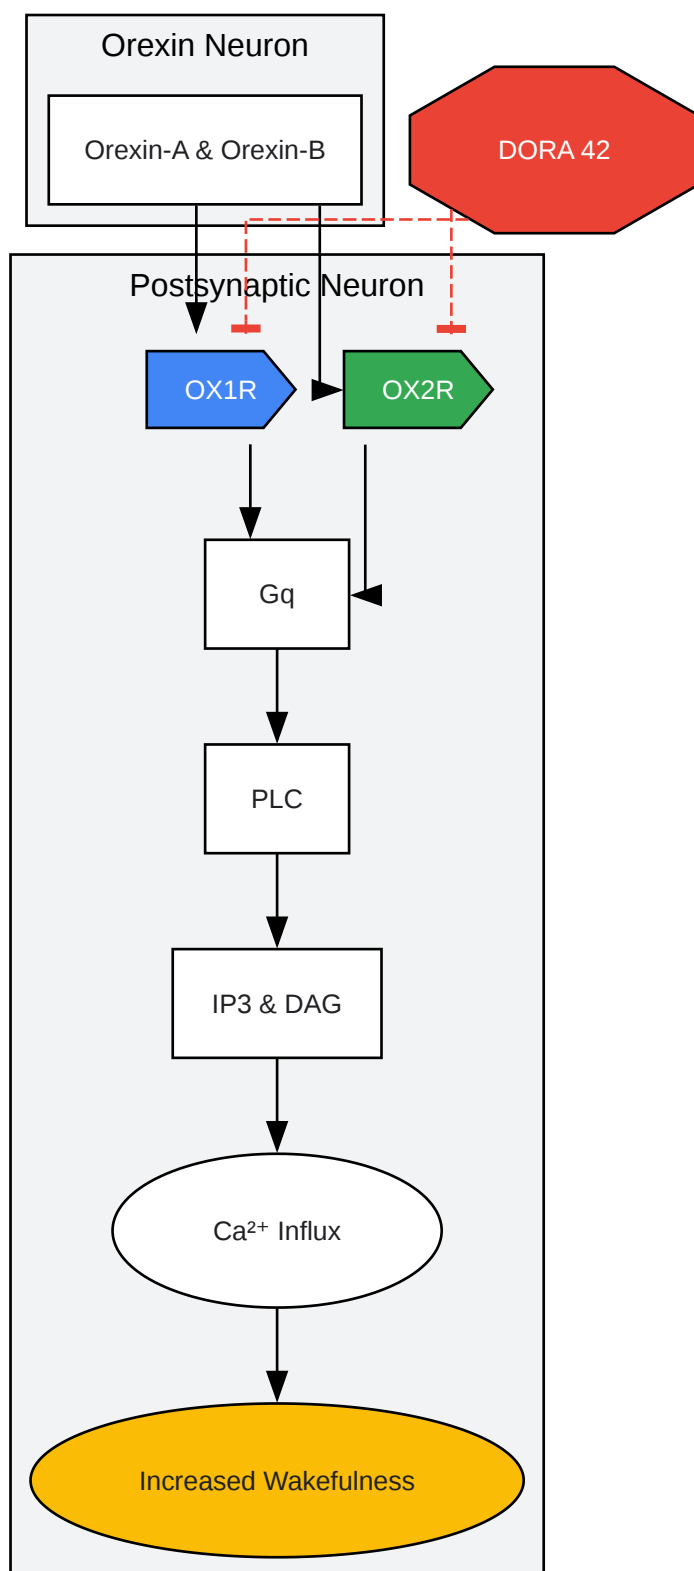 Orexin Neuron
Orexin-A & Orexin-B
DORA 42
Postsynaptic Neuron
OX1R
OX2R
Gq
PLC
IP3 & DAG
Ca²⁺ Influx
Increased Wakefulness